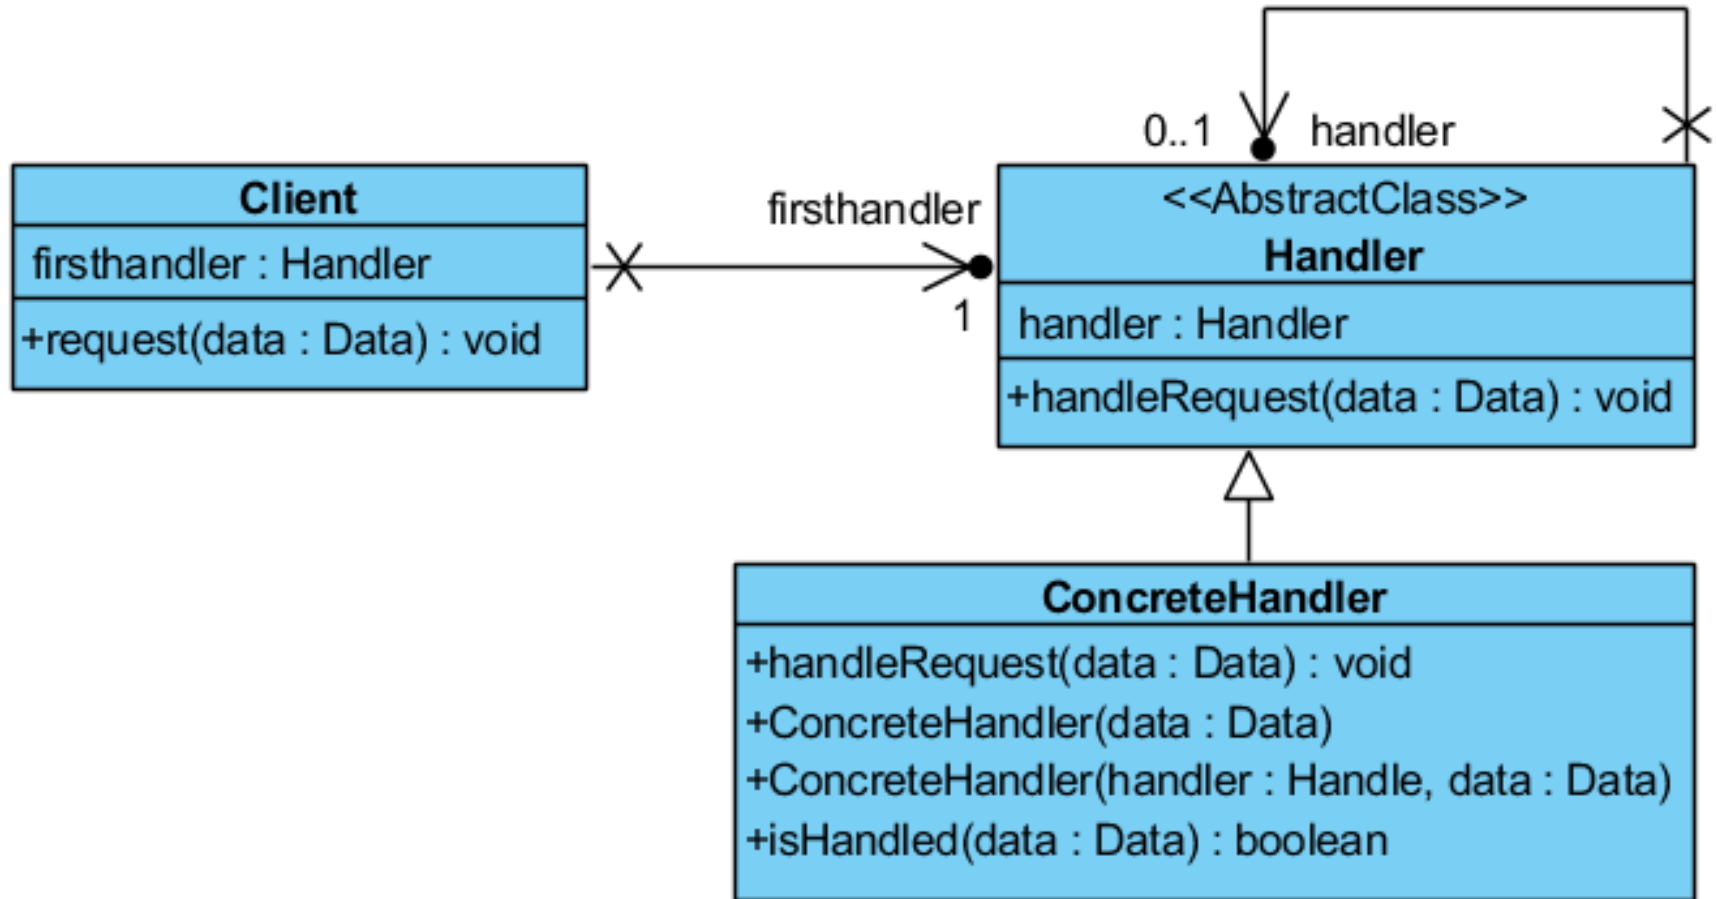 0..1 handler
Client
firsthandler : Handler
+request(data : Data) : void
firsthandler
1
<<AbstractClass>>
Handler
handler : Handler
+handleRequest(data : Data) : void
ConcreteHandler
+handleRequest(data : Data) : void
+ConcreteHandler(data : Data)
+ConcreteHandler(handler : Handle, data : Data)
+isHandled(data : Data) : boolean